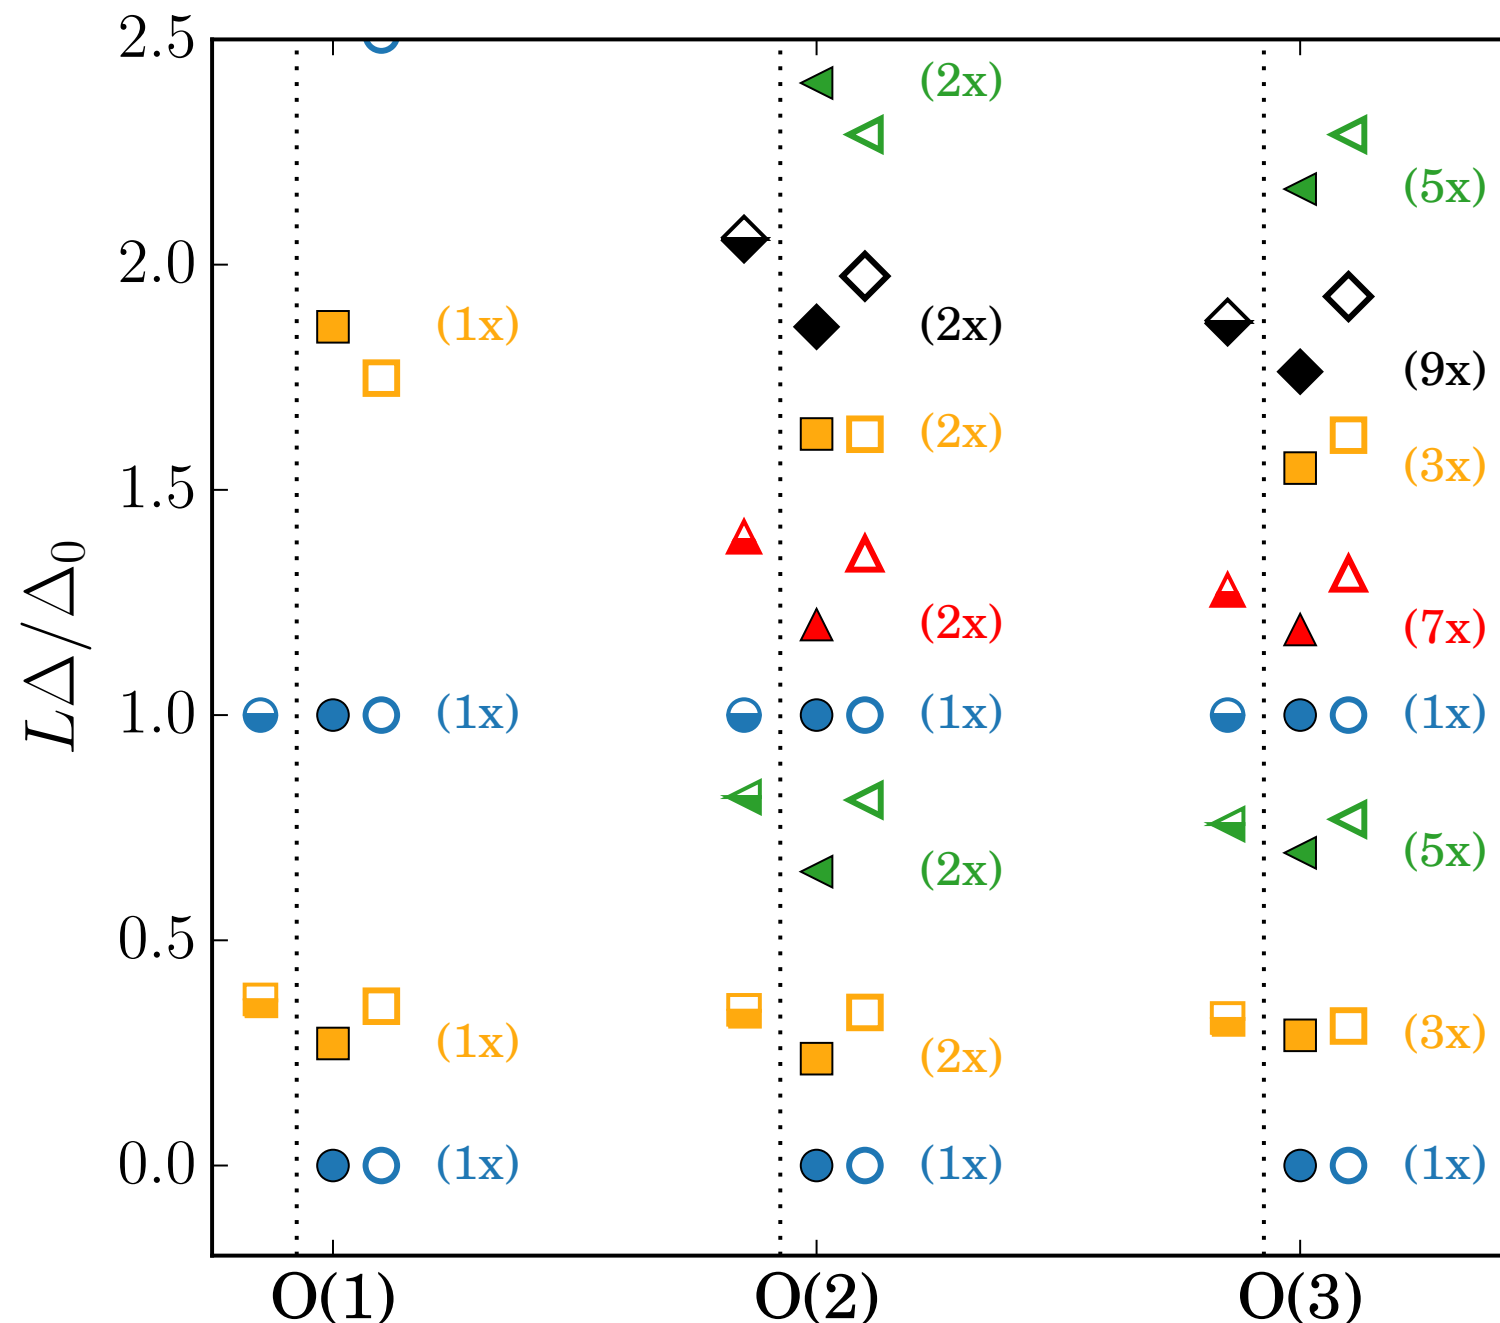 2.5
(2x)
(5x)
2.0
(1x)
(2x)
(9x)
(2x)
(3x)
1.5
LΔ/Δ₀
(2x)
(7x)
1.0
(1x)
(1x)
(1x)
(2x)
(5x)
0.5
(1x)
(2x)
(3x)
0.0
(1x)
(1x)
(1x)
O(1)
O(2)
O(3)